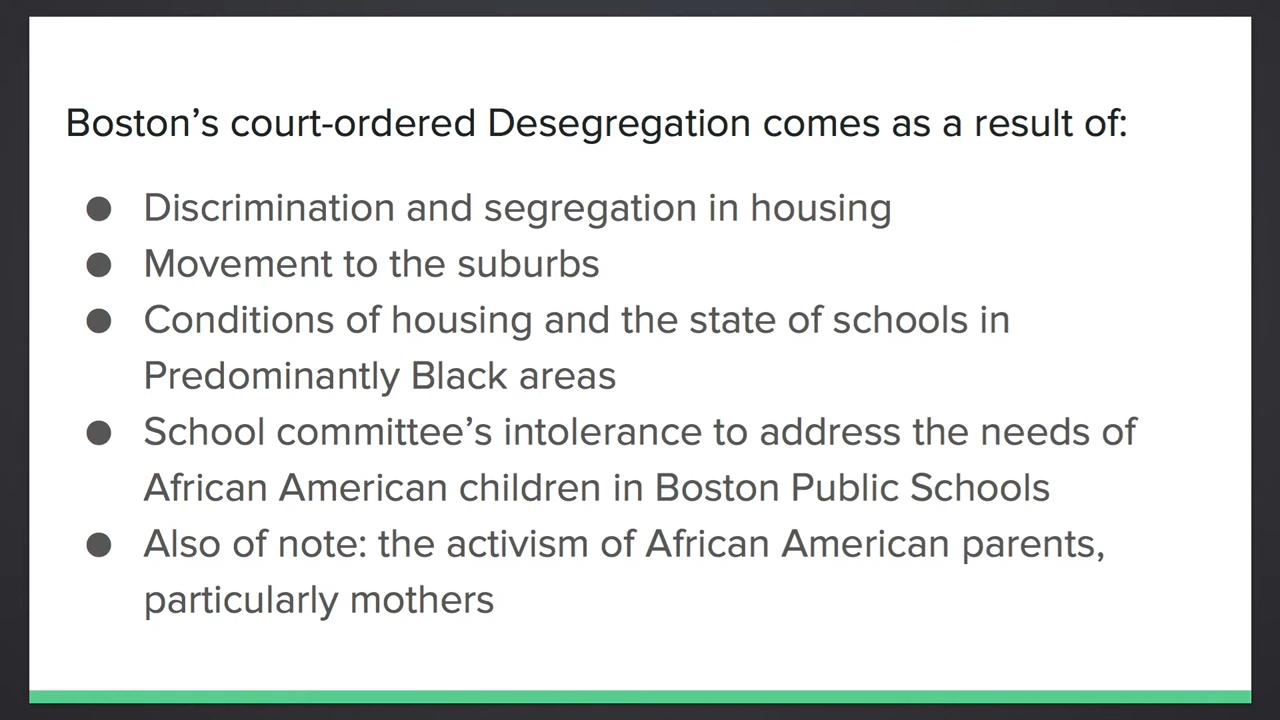 Boston’s court-ordered Desegregation comes as a result of:
● Discrimination and segregation in housing
● Movement to the suburbs
● Conditions of housing and the state of schools in
Predominantly Black areas
● School committee’s intolerance to address the needs of
African American children in Boston Public Schools
● Also of note: the activism of African American parents,
particularly mothers